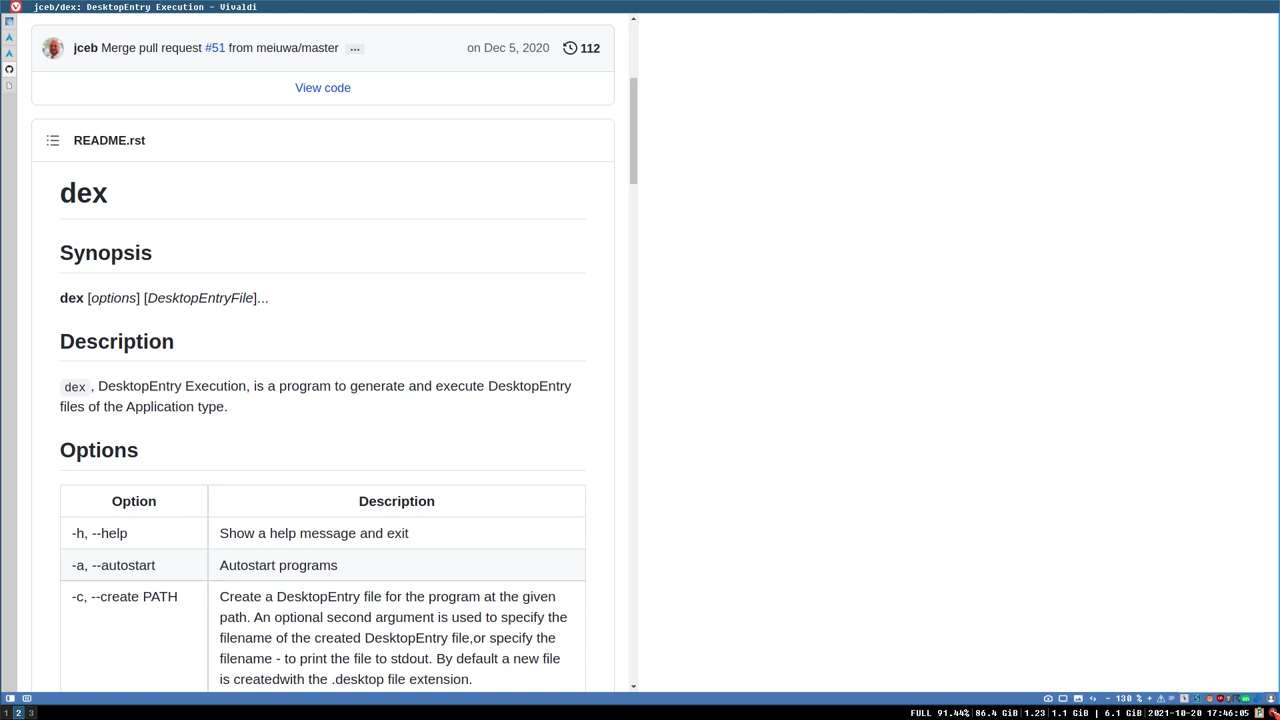 jceb/dex: DesktopEntry Execution - Vivaldi
jceb Merge pull request #51 from meiuwa/master ... on Dec 5, 2020 112
View code
README.rst
dex
Synopsis
dex [options] [DesktopEntryFile]...
Description
dex , DesktopEntry Execution, is a program to generate and execute DesktopEntry
files of the Application type.
Options
Option Description
-h, --help Show a help message and exit
-a, --autostart Autostart programs
-c, --create PATH Create a DesktopEntry file for the program at the given
path. An optional second argument is used to specify the
filename of the created DesktopEntry file,or specify the
filename - to print the file to stdout. By default a new file
is createdwith the .desktop file extension.
- 130 % +
1 2 3 FULL 91.44% | 86.4 GiB | 1.23 | 1.1 GiB | 6.1 GiB | 2021-10-20 17:46:05